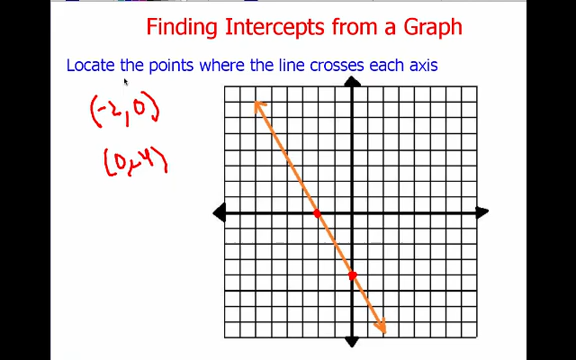 Finding Intercepts from a Graph
Locate the points where the line crosses each axis
(-2, 0)
(0, -4)